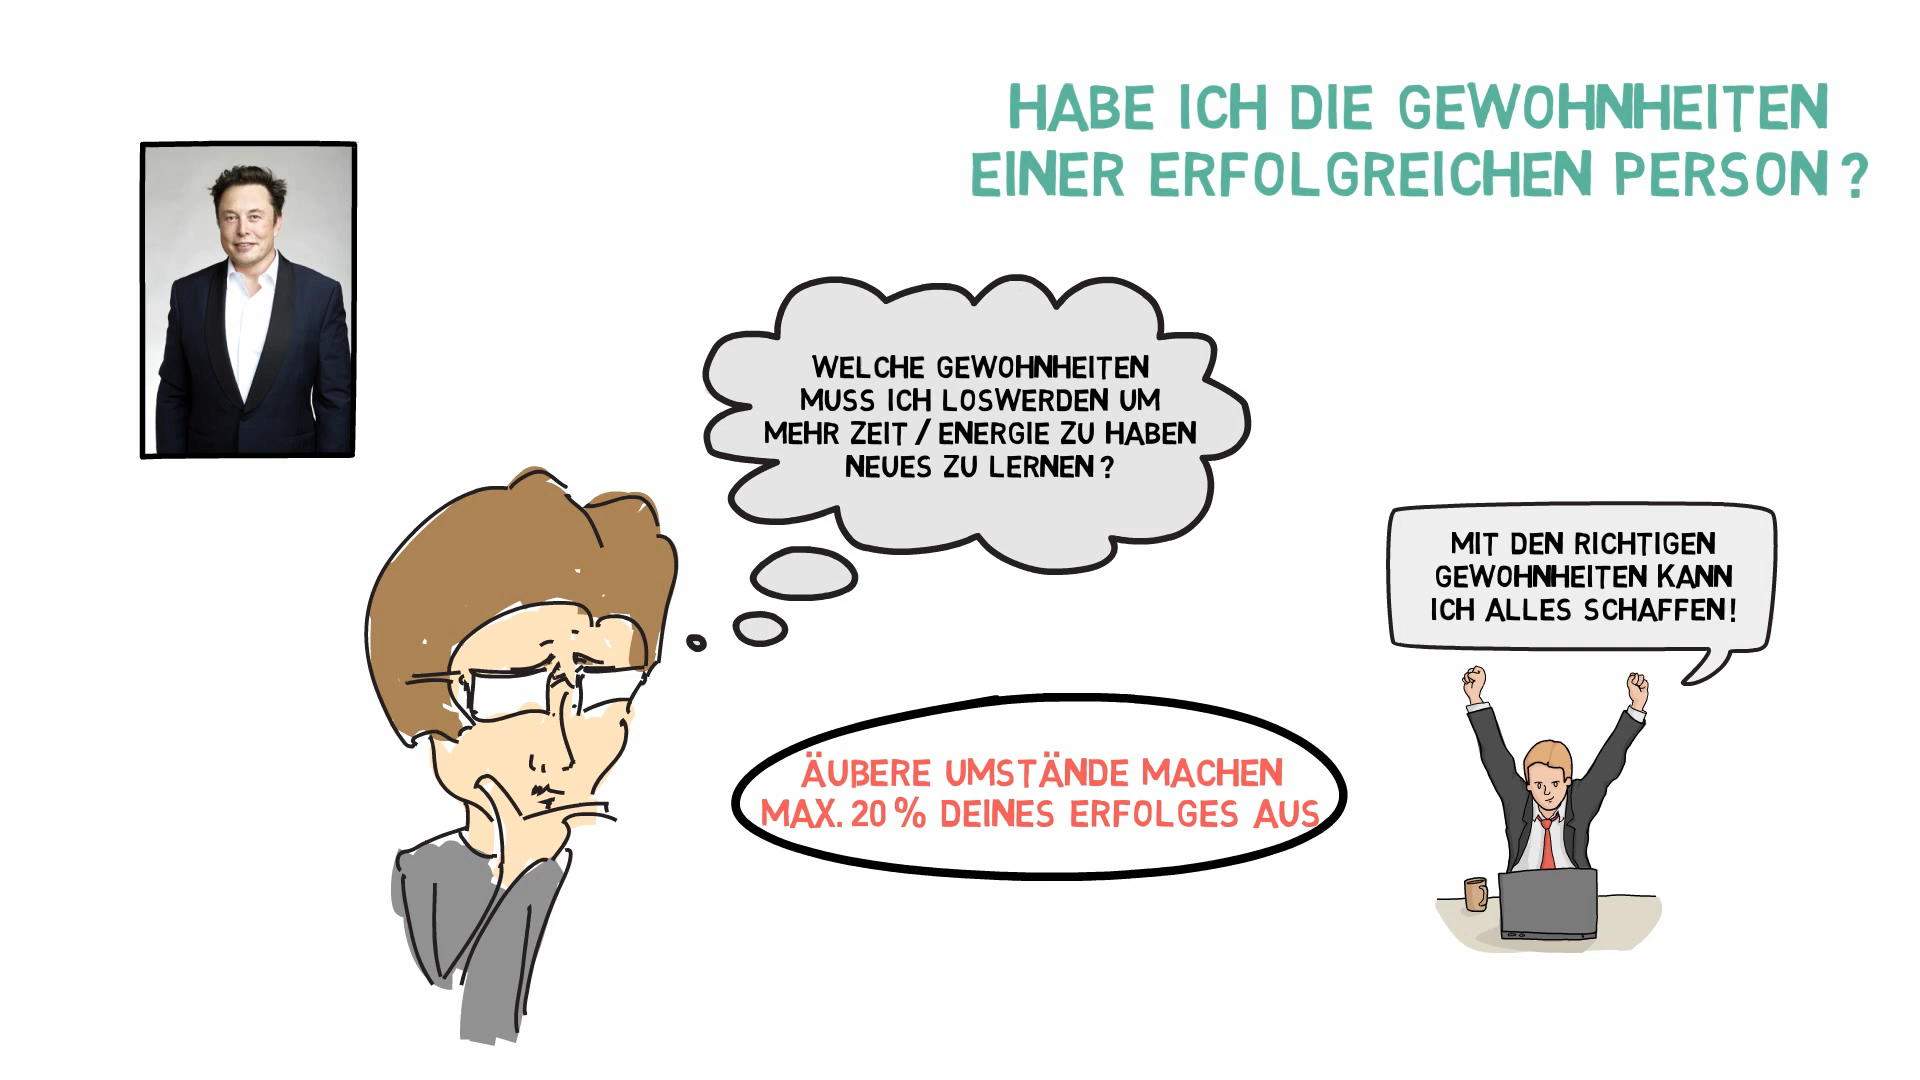 HABE ICH DIE GEWOHNHEITEN
EINER ERFOLGREICHEN PERSON?
WELCHE GEWOHNHEITEN
MUSS ICH LOSWERDEN UM
MEHR ZEIT / ENERGIE ZU HABEN
NEUES ZU LERNEN?
MIT DEN RICHTIGEN
GEWOHNHEITEN KANN
ICH ALLES SCHAFFEN!
ÄUßERE UMSTÄNDE MACHEN
MAX. 20 % DEINES ERFOLGES AUS